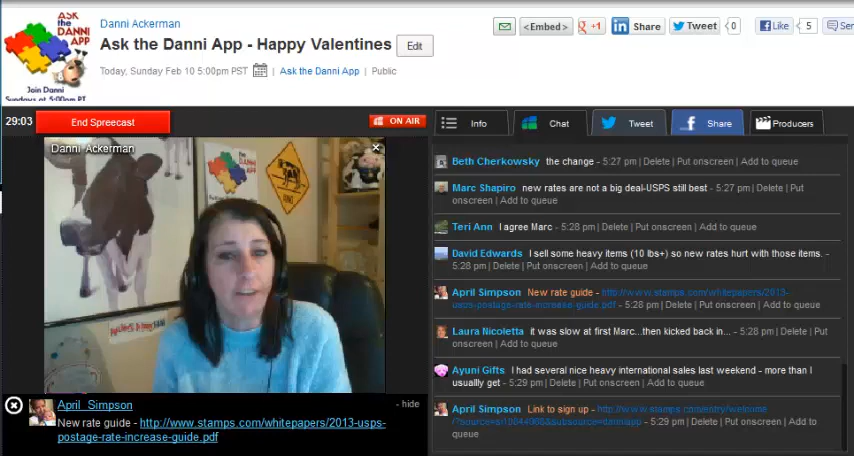 ASK
the
DANNI
APP
Join Danni
Sundays at 5:00pm PT
Danni Ackerman
Ask the Danni App - Happy Valentines
Edit
Today, Sunday Feb 10 5:00pm PST | Ask the Danni App | Public
<Embed>
g +1
in Share
Tweet
0
f Like
5
Sen
29:03
End Spreecast
ON AIR
Danni Ackerman
×
ASK
the
DANNI
APP
April Simpson
- hide
New rate guide - http://www.stamps.com/whitepapers/2013-usps-
postage-rate-increase-guide.pdf
Info
Chat
Tweet
f Share
Producers
Beth Cherkowsky the change - 5:27 pm | Delete | Put onscreen | Add to queue
Marc Shapiro new rates are not a big deal-USPS still best - 5:27 pm | Delete | Put
onscreen | Add to queue
Teri Ann I agree Marc - 5:28 pm | Delete | Put onscreen | Add to queue
David Edwards I sell some heavy items (10 lbs+) so new rates hurt with those items. -
5:28 pm | Delete | Put onscreen | Add to queue
April Simpson New rate guide - http://www.stamps.com/whitepapers/2013-
usps-postage-rate-increase-guide.pdf - 5:28 pm | Delete | Put onscreen | Add to queue
Laura Nicoletta it was slow at first Marc...then kicked back in... - 5:28 pm | Delete | Put
onscreen | Add to queue
Ayuni Gifts I had several nice heavy international sales last weekend - more than I
usuallly get - 5:29 pm | Delete | Put onscreen | Add to queue
April Simpson Link to sign up - http://www.stamps.com/entry/welcome
- 5:29 pm | Delete | Put onscreen | Add to
queue